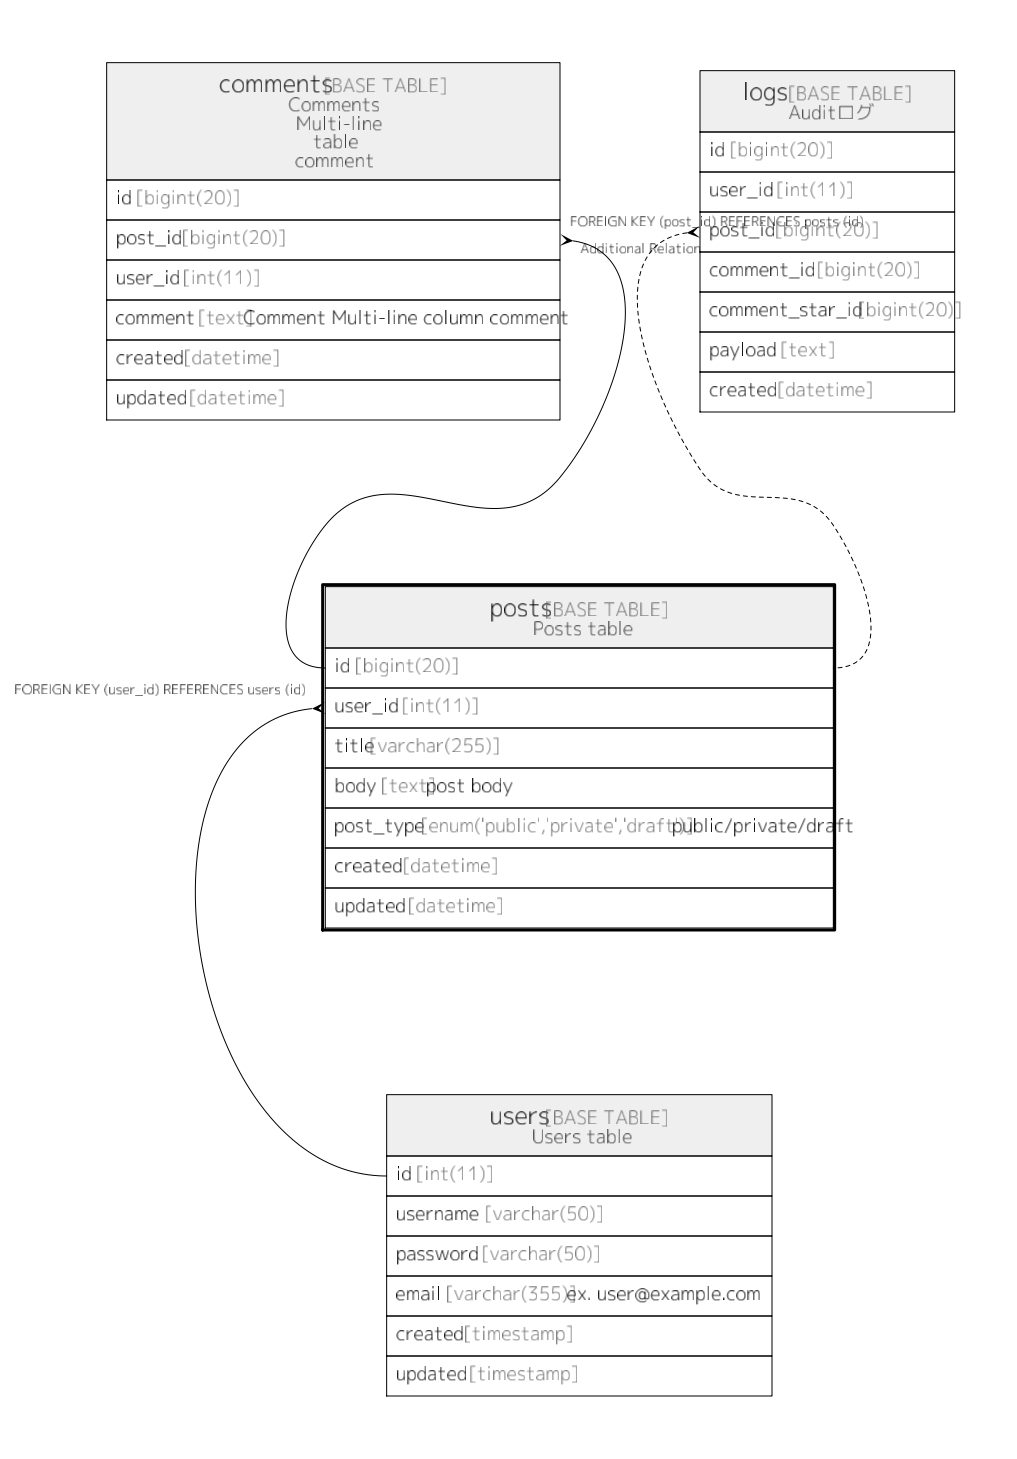 comments [BASE TABLE]
Comments
Multi-line
table
comment
id [bigint(20)]
post_id [bigint(20)]
user_id [int(11)]
comment [text] Comment Multi-line column comment
created [datetime]
updated [datetime]
logs [BASE TABLE]
Auditログ
id [bigint(20)]
user_id [int(11)]
post_id [bigint(20)]
comment_id [bigint(20)]
comment_star_id [bigint(20)]
payload [text]
created [datetime]
FOREIGN KEY (post_id) REFERENCES posts (id)
Additional Relation
posts [BASE TABLE]
Posts table
id [bigint(20)]
user_id [int(11)]
title [varchar(255)]
body [text] post body
post_type [enum('public','private','draft')] public/private/draft
created [datetime]
updated [datetime]
FOREIGN KEY (user_id) REFERENCES users (id)
users [BASE TABLE]
Users table
id [int(11)]
username [varchar(50)]
password [varchar(50)]
email [varchar(355)] ex. user@example.com
created [timestamp]
updated [timestamp]